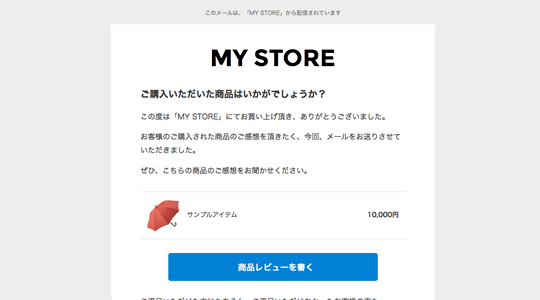 このメールは、「MY STORE」から配信されています
MY STORE
ご購入いただいた商品はいかがでしょうか？
この度は「MY STORE」にてお買い上げ頂き、ありがとうございました。
お客様のご購入された商品のご感想を頂きたく、今回、メールをお送りさせて
いただきました。
ぜひ、こちらの商品のご感想をお聞かせください。
サンプルアイテム
10,000円
商品レビューを書く